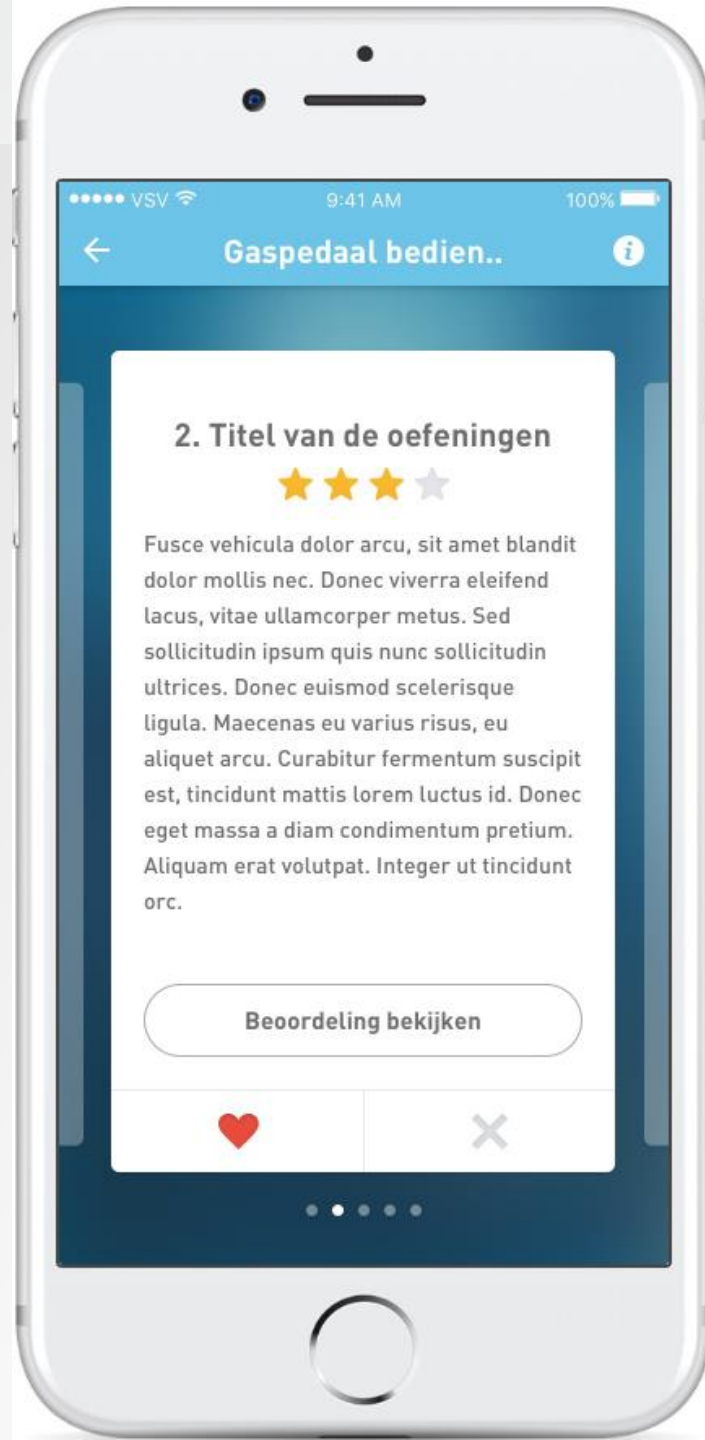 VSV 9:41 AM 100%
Gaspedaal bedien..
2. Titel van de oefeningen
Fusce vehicula dolor arcu, sit amet blandit
dolor mollis nec. Donec viverra eleifend
lacus, vitae ullamcorper metus. Sed
sollicitudin ipsum quis nunc sollicitudin
ultrices. Donec euismod scelerisque
ligula. Maecenas eu varius risus, eu
aliquet arcu. Curabitur fermentum suscipit
est, tincidunt mattis lorem luctus id. Donec
eget massa a diam condimentum pretium.
Aliquam erat volutpat. Integer ut tincidunt
orc.
Beoordeling bekijken